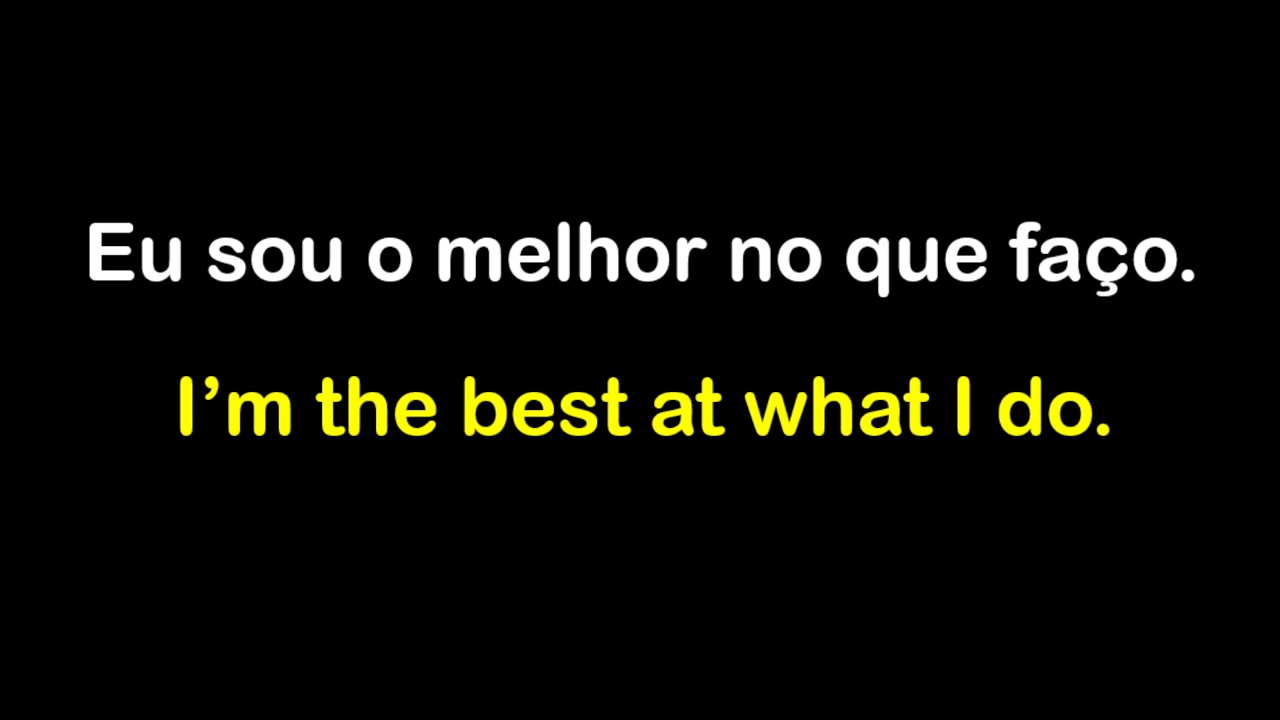 Eu sou o melhor no que faço.
I’m the best at what I do.